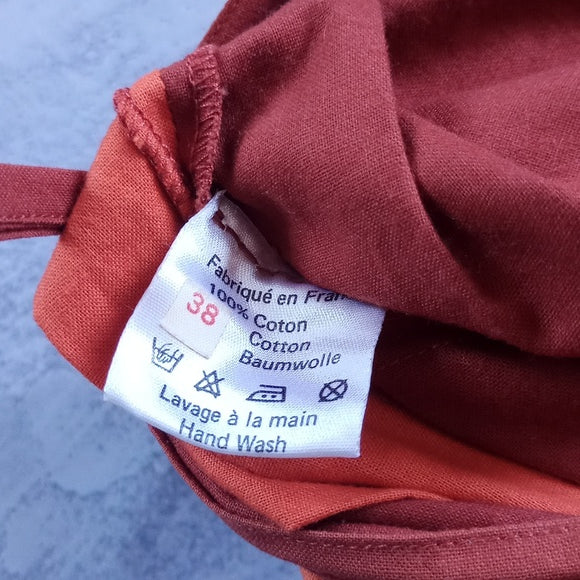 Fabriqué en Fran
38
100% Coton
Cotton
Baumwolle
Lavage à la main
Hand Wash